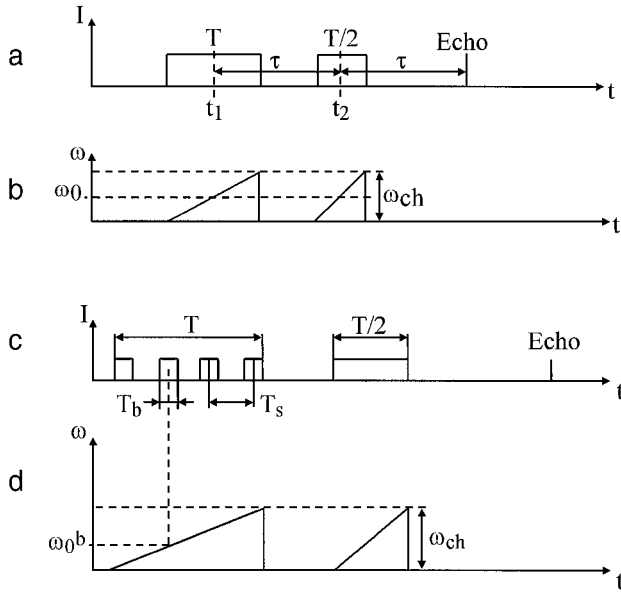 a
I
T
T/2
Echo
τ
τ
t1
t2
t
b
ω
ω0
ωch
t
c
I
T
T/2
Echo
Tb
Ts
t
d
ω
ω0b
ωch
t